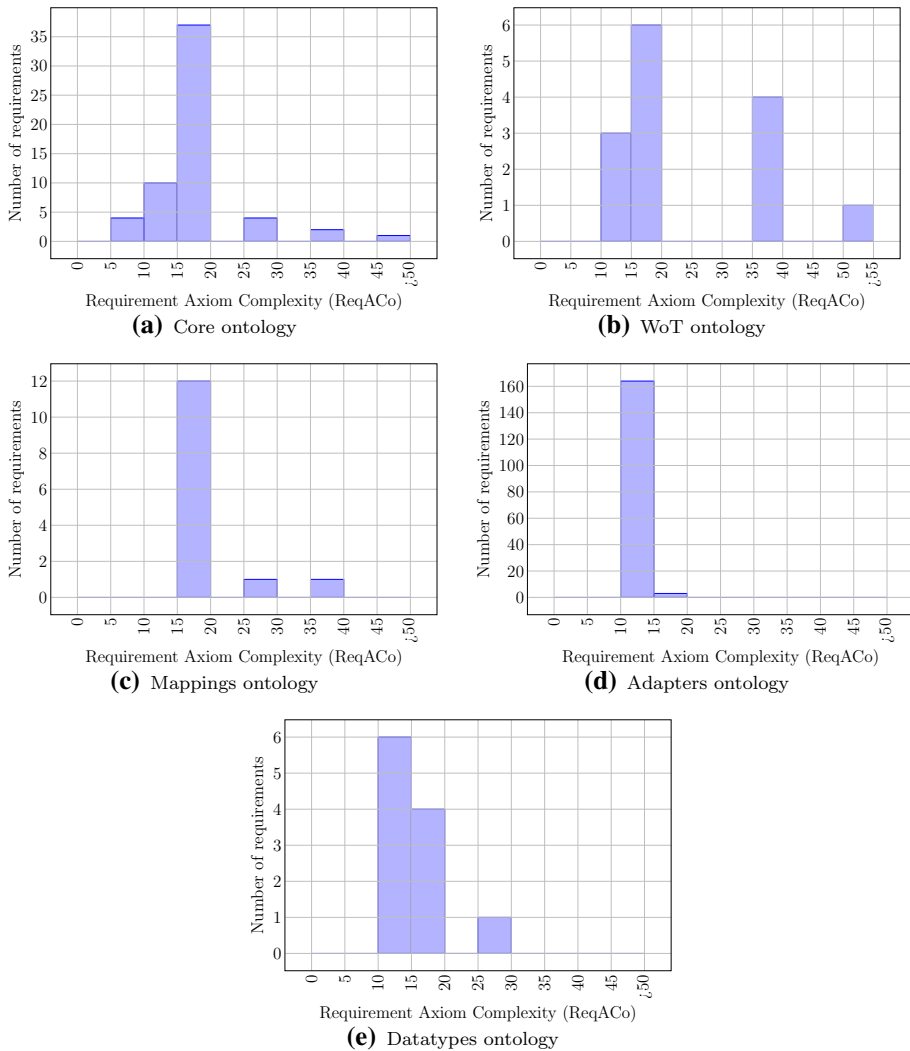 35
30
25
20
15
10
5
0
Number of requirements
0 5 10 15 20 25 30 35 40 45 ¿50
Requirement Axiom Complexity (ReqACo)
(a) Core ontology
6
5
4
3
2
1
0
Number of requirements
0 5 10 15 20 25 30 35 40 45 50 ¿55
Requirement Axiom Complexity (ReqACo)
(b) WoT ontology
12
10
8
6
4
2
0
Number of requirements
0 5 10 15 20 25 30 35 40 45 ¿50
Requirement Axiom Complexity (ReqACo)
(c) Mappings ontology
160
140
120
100
80
60
40
20
0
Number of requirements
0 5 10 15 20 25 30 35 40 45 ¿50
Requirement Axiom Complexity (ReqACo)
(d) Adapters ontology
6
5
4
3
2
1
0
Number of requirements
0 5 10 15 20 25 30 35 40 45 ¿50
Requirement Axiom Complexity (ReqACo)
(e) Datatypes ontology